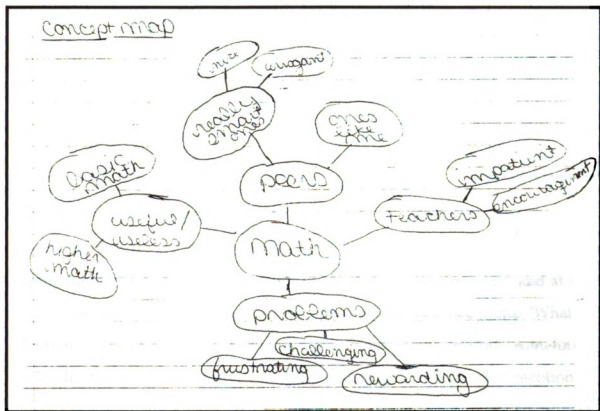 Concept map
nice
arrogant
really
smart
ones
ones
like
me
peers
basic
math
useful/
useless
higher
math
math
Teachers
impatient
encouragement
problems
challenging
frustrating
rewarding